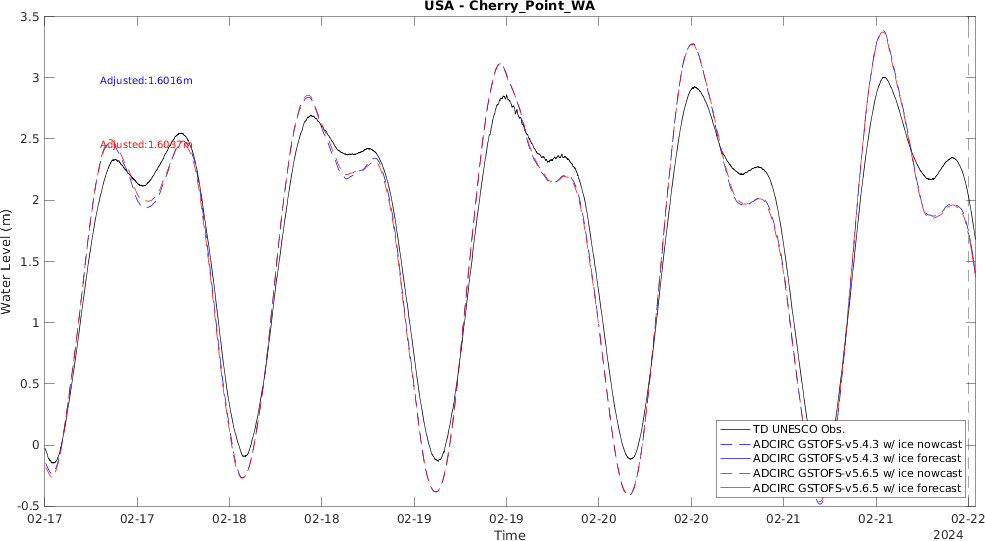 USA - Cherry_Point_WA
3.5
3
2.5
2
1.5
1
0.5
0
-0.5
Water Level (m)
Adjusted:1.6016m
Adjusted:1.6037m
TD UNESCO Obs.
ADCIRC GSTOFS-v5.4.3 w/ ice nowcast
ADCIRC GSTOFS-v5.4.3 w/ ice forecast
ADCIRC GSTOFS-v5.6.5 w/ ice nowcast
ADCIRC GSTOFS-v5.6.5 w/ ice forecast
02-17 02-17 02-18 02-18 02-19 02-19 02-20 02-20 02-21 02-21 02-22
Time
2024